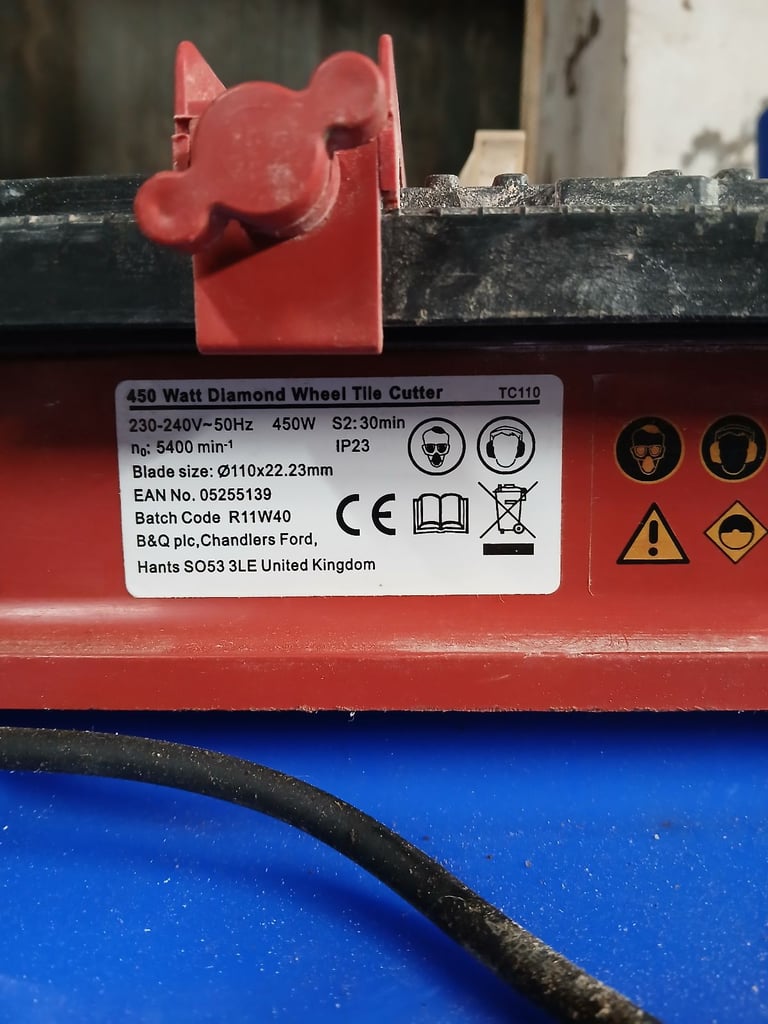 450 Watt Diamond Wheel Tile Cutter TC110
230-240V~50Hz 450W S2:30min
n₀: 5400 min⁻¹ IP23
Blade size: Ø110x22.23mm
EAN No. 05255139
Batch Code R11W40
B&Q plc,Chandlers Ford,
Hants SO53 3LE United Kingdom
CE